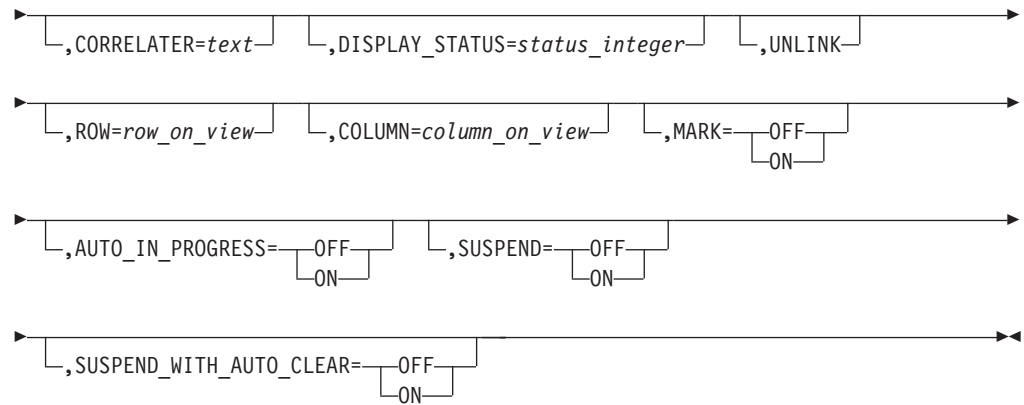 ,CORRELATER=text ,DISPLAY_STATUS=status_integer ,UNLINK
,ROW=row_on_view ,COLUMN=column_on_view ,MARK= OFF
ON
,AUTO_IN_PROGRESS= OFF ,SUSPEND= OFF
ON ON
,SUSPEND_WITH_AUTO_CLEAR= OFF
ON